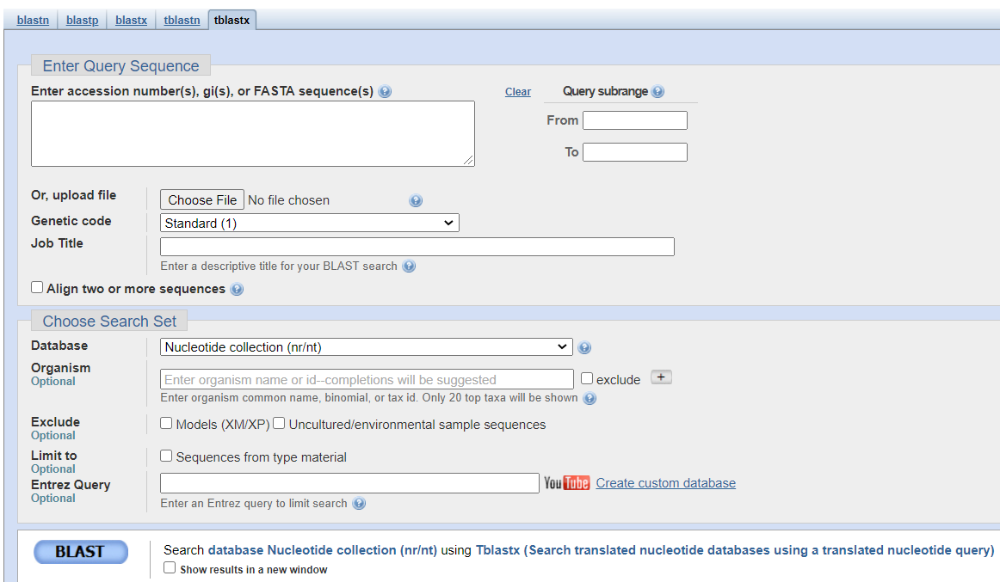 blastn blastp blastx tblastn tblastx
Enter Query Sequence
Enter accession number(s), gi(s), or FASTA sequence(s) Clear Query subrange
From
To
Or, upload file Choose File No file chosen
Genetic code Standard (1)
Job Title
Enter a descriptive title for your BLAST search
Align two or more sequences
Choose Search Set
Database Nucleotide collection (nr/nt)
Organism
Optional
Enter organism name or id--completions will be suggested exclude +
Enter organism common name, binomial, or tax id. Only 20 top taxa will be shown
Exclude Models (XM/XP) Uncultured/environmental sample sequences
Optional
Limit to Sequences from type material
Optional
Entrez Query YouTube Create custom database
Optional
Enter an Entrez query to limit search
BLAST Search database Nucleotide collection (nr/nt) using Tblastx (Search translated nucleotide databases using a translated nucleotide query)
Show results in a new window